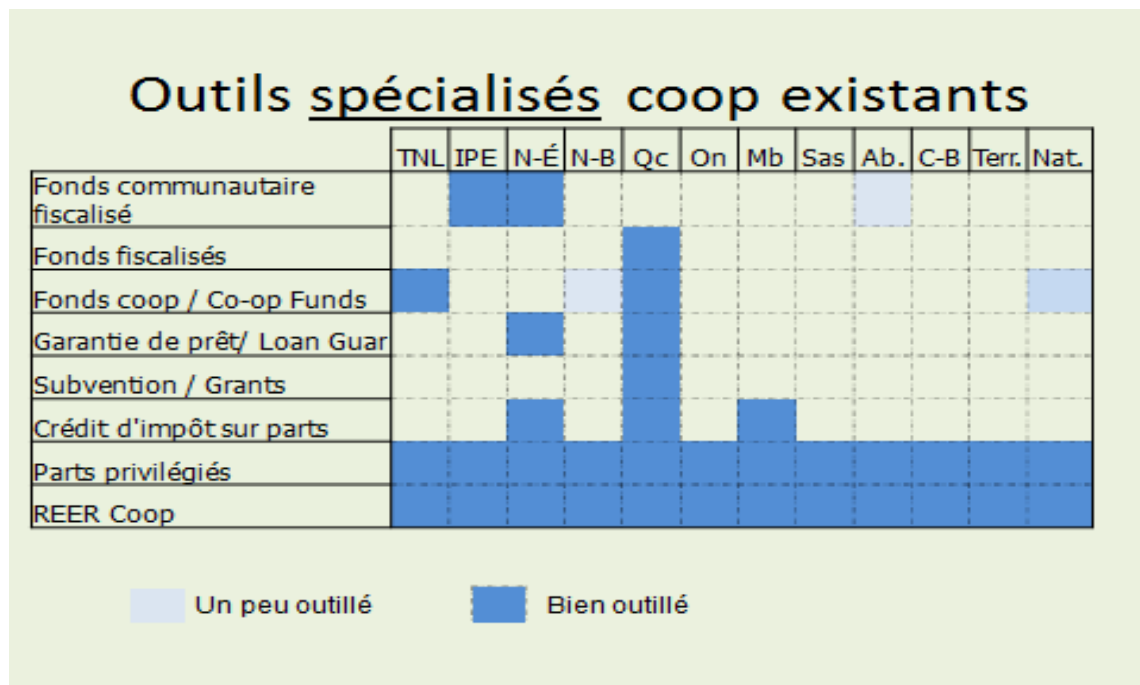 Outils spécialisés coop existants
TNL IPE N-É N-B Qc On Mb Sas Ab. C-B Terr. Nat.
Fonds communautaire
fiscalisé
Fonds fiscalisés
Fonds coop / Co-op Funds
Garantie de prêt/ Loan Guar
Subvention / Grants
Crédit d'impôt sur parts
Parts privilégiés
REER Coop
Un peu outillé Bien outillé